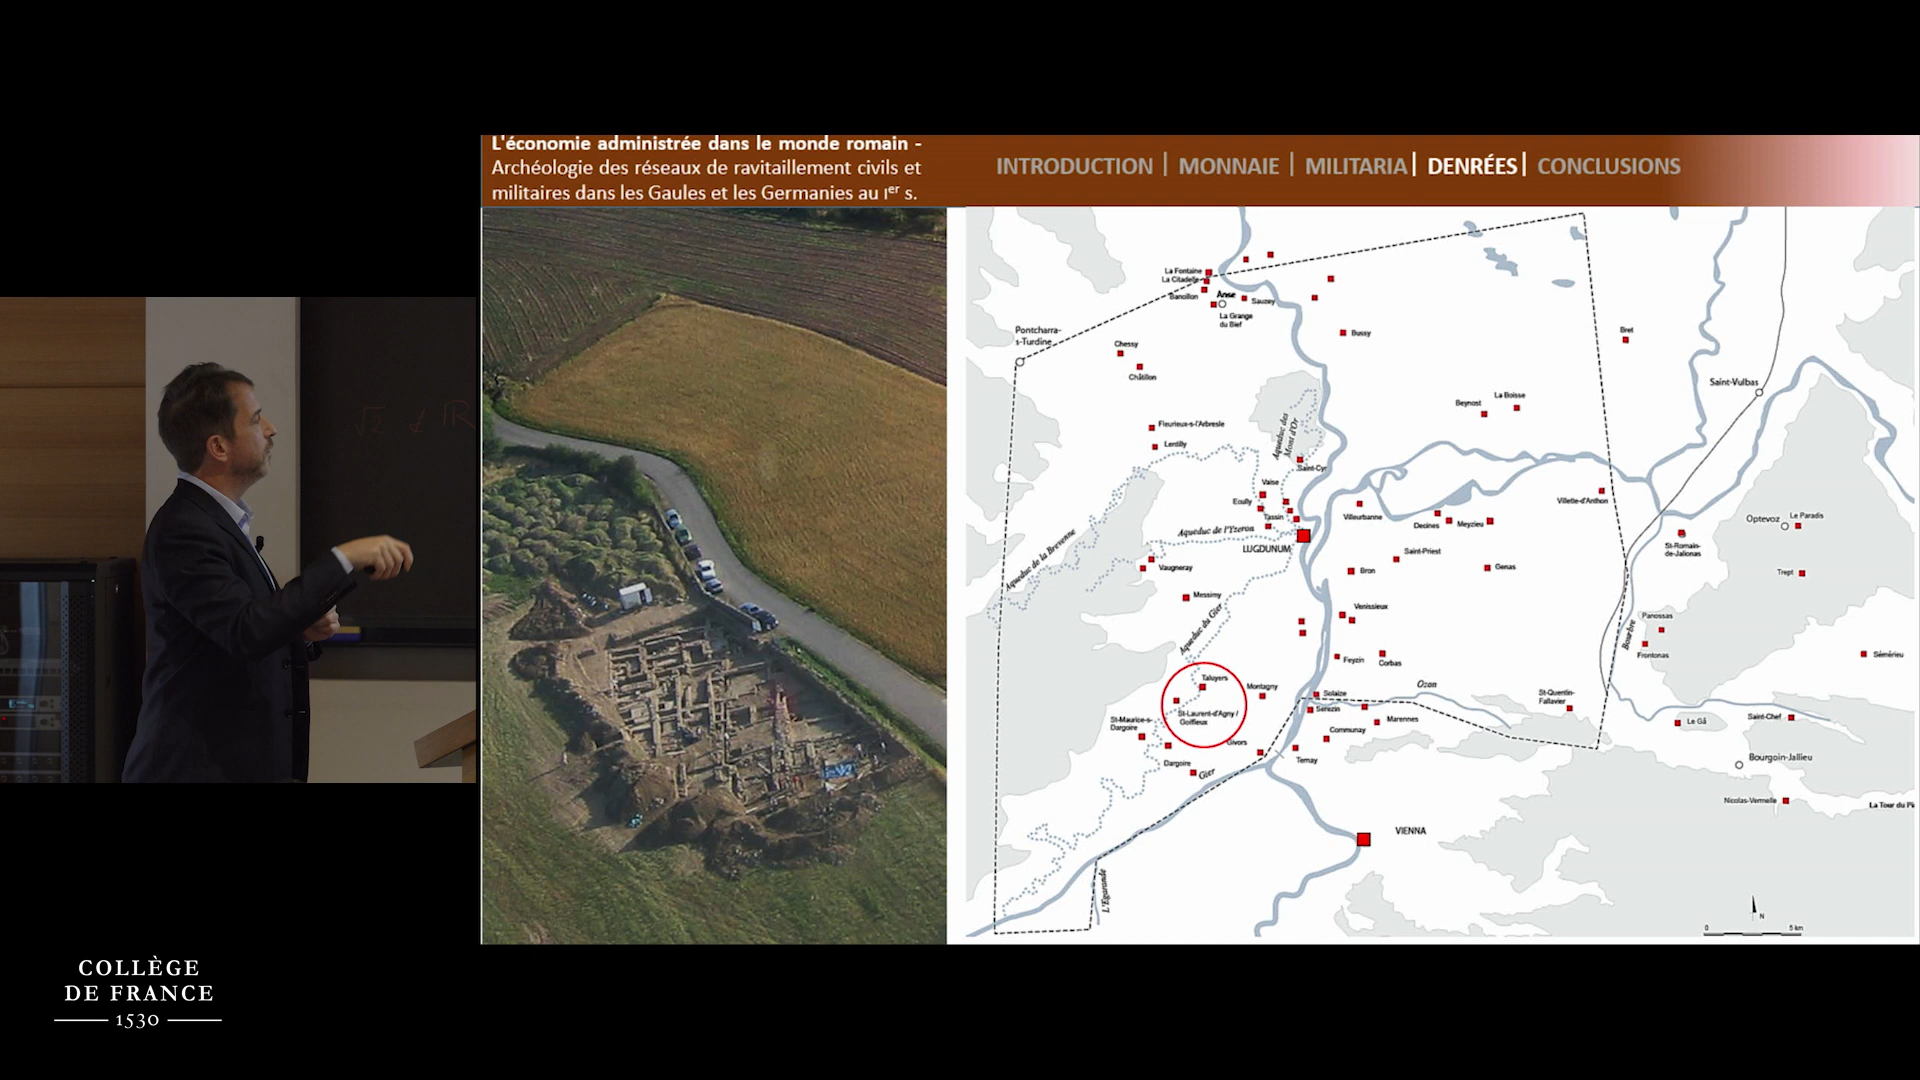 L'économie administrée dans le monde romain -
Archéologie des réseaux de ravitaillement civils et
militaires dans les Gaules et les Germanies au Iᵉʳ s.
INTRODUCTION | MONNAIE | MILITARIA | DENRÉES | CONCLUSIONS
La Fontaine
La Citadelle
Bancillon
Anse
Sauzey
La Grange
du Bief
Pontcharra-
s-Turdine
Chessy
Châtillon
Bussy
Bret
Saint-Vulbas
Beynost
La Boisse
Fleurieux-s-l'Arbresle
Lentilly
Aqueduc des
Mont d'Or
Saint-Cyr
Vaise
Ecully
Tassin
Villeurbanne
Decines
Meyzieu
Villette-d'Anthon
Optevoz
Le Paradis
Aqueduc de la Brevenne
Aqueduc de l'Yzeron
LUGDUNUM
St-Romain-
de-Jalionas
Saint-Priest
Vaugneray
Bron
Genas
Trept
Messimy
Venissieux
Aqueduc du Gier
Panossas
Bourbre
Frontonas
Sémérieu
Feyzin
Corbas
Taluyers
Montagny
Solaize
Ozon
St-Quentin-
Fallavier
St-Laurent-d'Agny /
Goiffieux
St-Maurice-s-
Dargoire
Serezin
Marennes
Le Gâ
Saint-Chef
Communay
Givors
Ternay
Dargoire
Gier
Bourgoin-Jallieu
Nicolas-Vermelle
La Tour du Pi
VIENNA
L'Egarande
N
0 5 km
√2 ∉ ℝ
COLLÈGE
DE FRANCE
1530